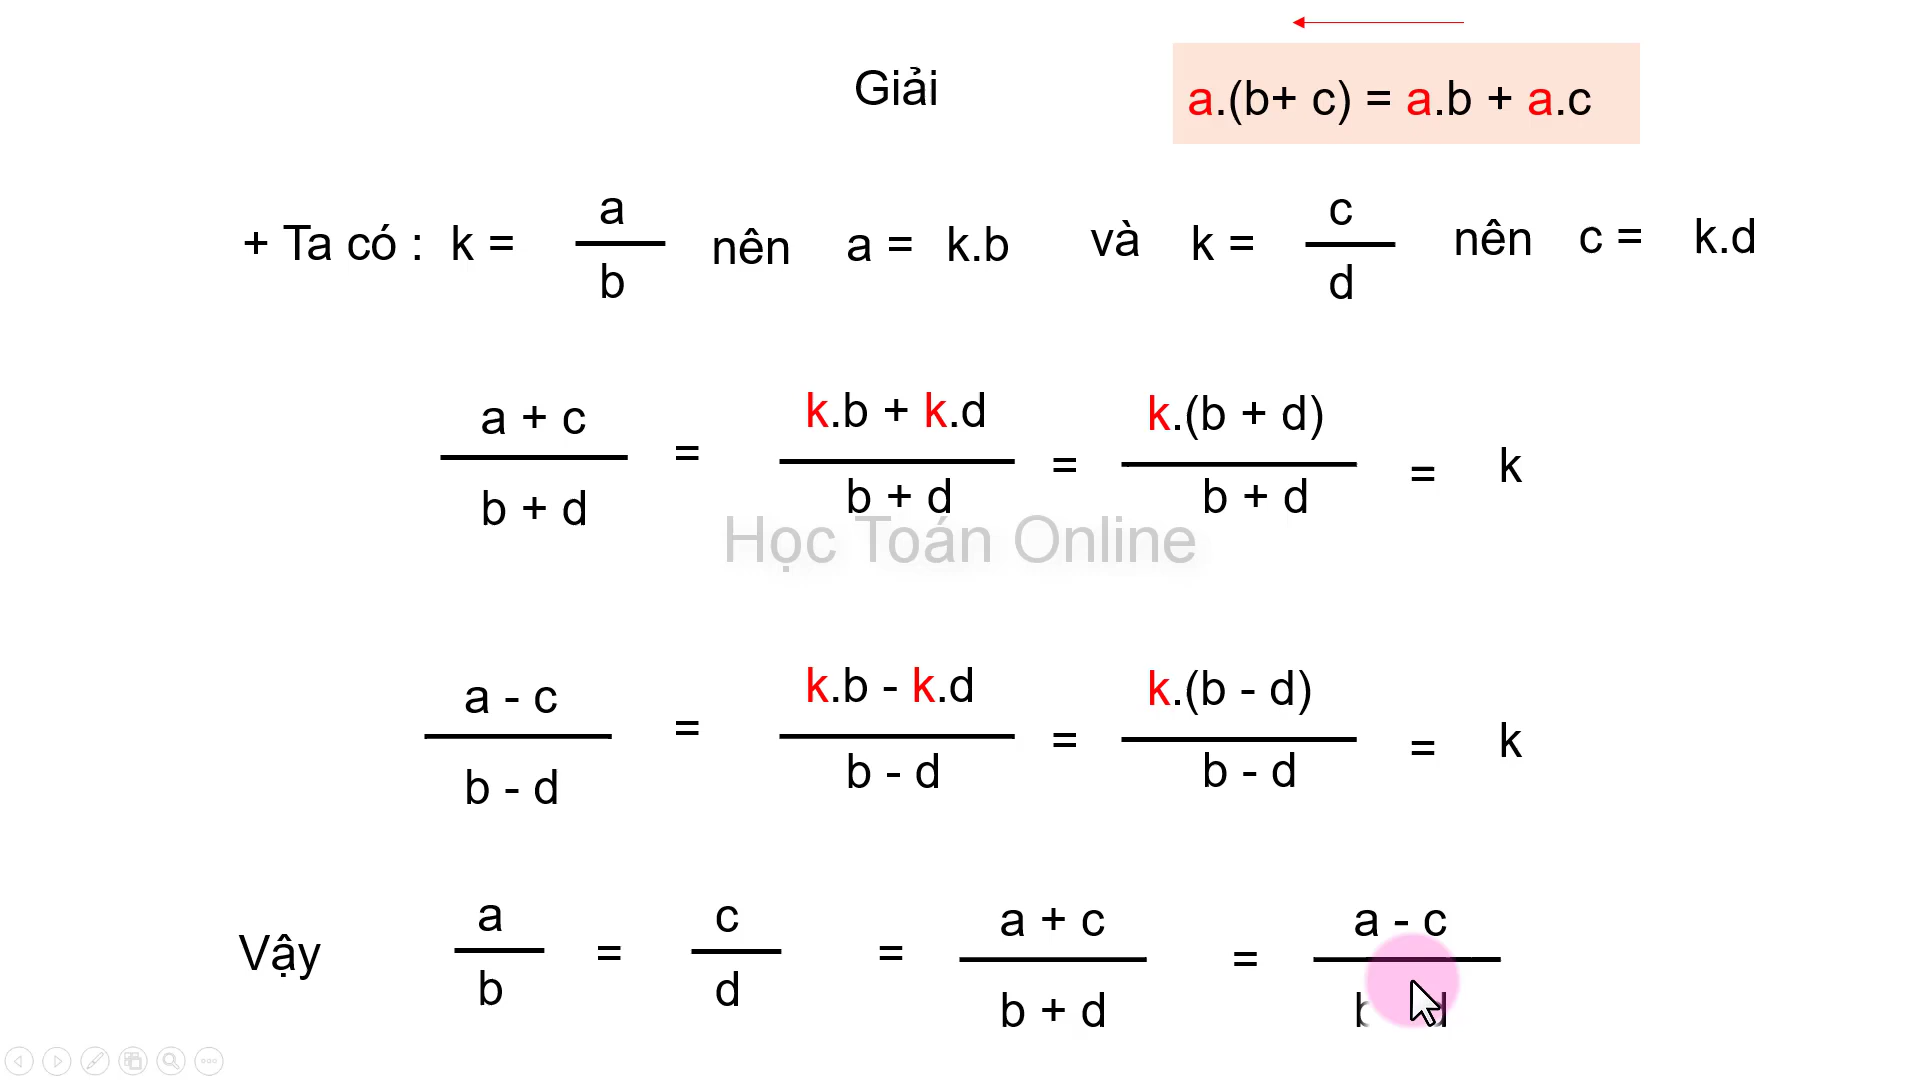 Giải
a.(b+ c) = a.b + a.c
+ Ta có : k = a/b nên a = k.b và k = c/d nên c = k.d
a + c / b + d = k.b + k.d / b + d = k.(b + d) / b + d = k
Học Toán Online
a - c / b - d = k.b - k.d / b - d = k.(b - d) / b - d = k
Vậy a/b = c/d = a + c / b + d = a - c / b d